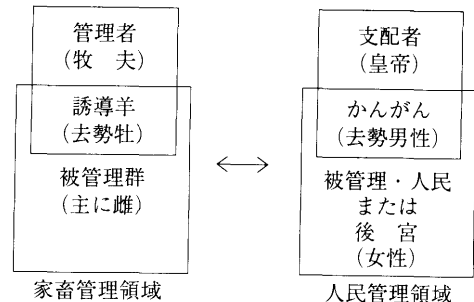 管理者
(牧 夫)
誘導羊
(去勢牡)
被管理群
(主に雌)
家畜管理領域
支配者
(皇帝)
かんがん
(去勢男性)
被管理・人民
または
後 宮
(女性)
人民管理領域